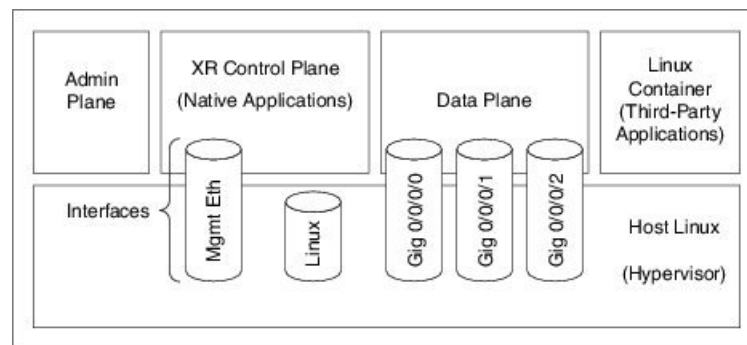 Admin
Plane
XR Control Plane
(Native Applications)
Data Plane
Linux
Container
(Third-Party
Applications)
Interfaces
Mgmt Eth
Linux
Gig 0/0/0/0
Gig 0/0/0/1
Gig 0/0/0/2
Host Linux
(Hypervisor)